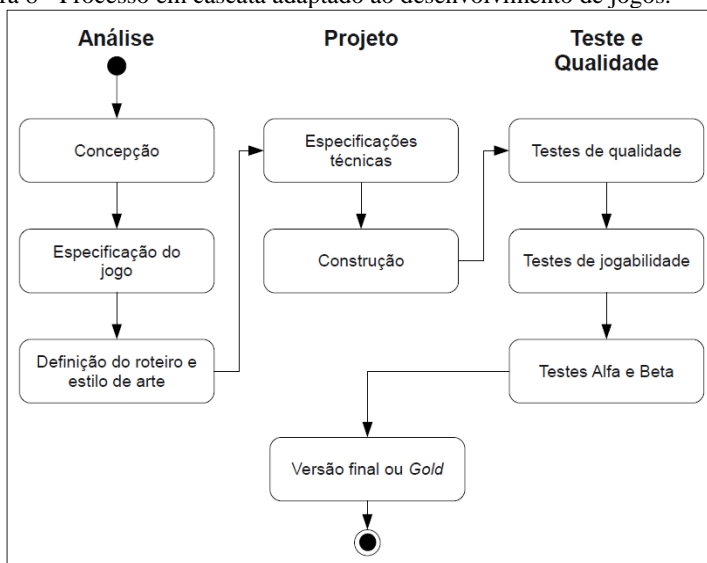 ra 8 - Processo em cascata adaptado ao desenvolvimento de jogos.
Análise
Projeto
Teste e
Qualidade
Concepção
Especificação do
jogo
Definição do roteiro e
estilo de arte
Especificações
técnicas
Construção
Testes de qualidade
Testes de jogabilidade
Testes Alfa e Beta
Versão final ou Gold